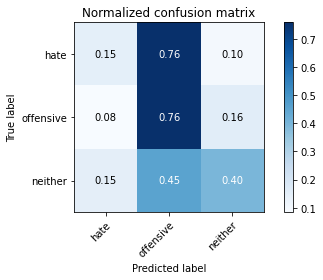 Normalized confusion matrix
True label
hate
0.15 0.76 0.10
offensive
0.08 0.76 0.16
neither
0.15 0.45 0.40
hate
offensive
neither
Predicted label
0.7
0.6
0.5
0.4
0.3
0.2
0.1